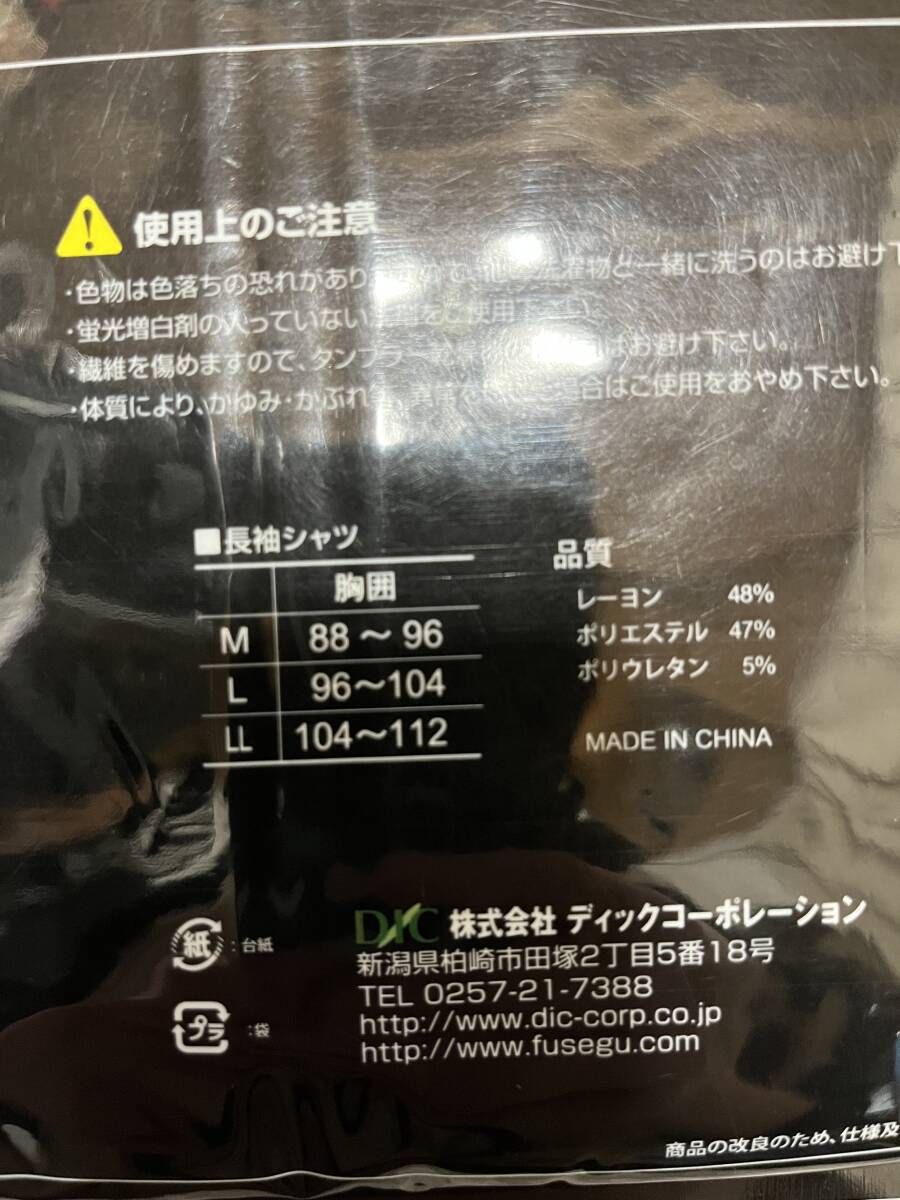 使用上のご注意
・色物は色落ちの恐れがあり 洗濯物と一緒に洗うのはお避け下
・蛍光増白剤の入っていない をご使用下さい。
・繊維を傷めますので、タンブラー はお避け下さい。
・体質により、かゆみ・かぶれ 異常を 場合はご使用をおやめ下さい。
■長袖シャツ
胸囲
M 88〜96
L 96〜104
LL 104〜112
品質
レーヨン 48%
ポリエステル 47%
ポリウレタン 5%
MADE IN CHINA
紙 :台紙
プラ :袋
DIC 株式会社 ディックコーポレーション
新潟県柏崎市田塚2丁目5番18号
TEL 0257-21-7388
http://www.dic-corp.co.jp
http://www.fusegu.com
商品の改良のため、仕様及